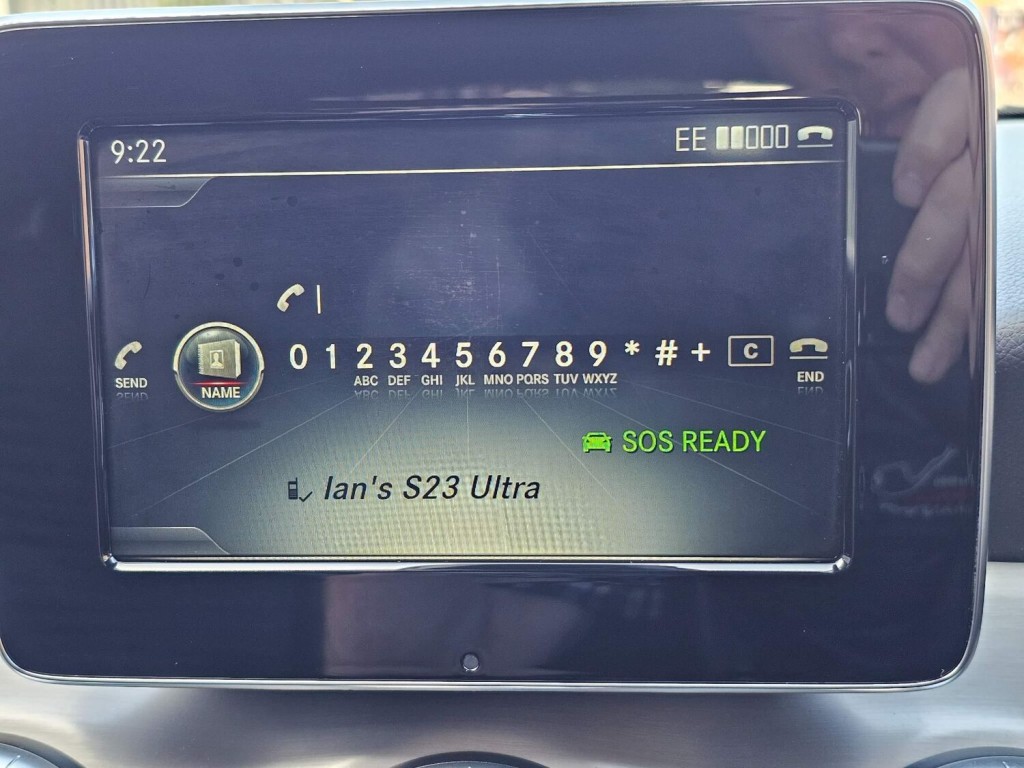 9:22
EE
0 1 2 3 4 5 6 7 8 9 * # + C
ABC DEF GHI JKL MNO PQRS TUV WXYZ
SEND
NAME
END
SOS READY
Ian's S23 Ultra